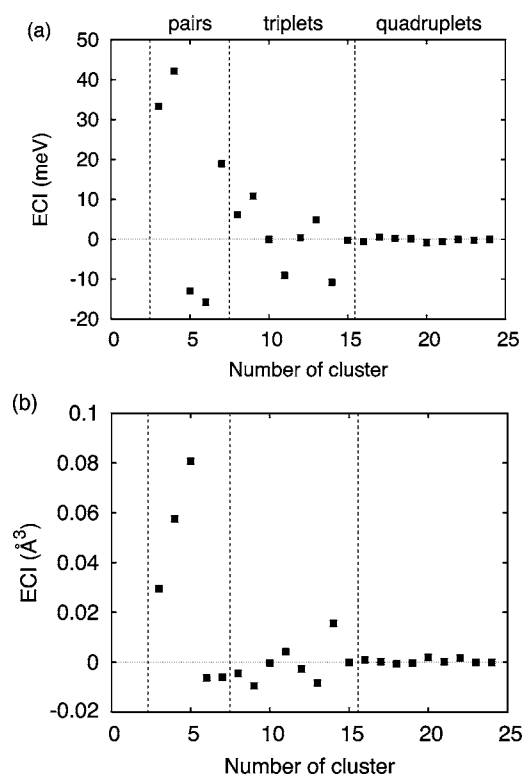 (a)
pairs triplets quadruplets
50
40
30
20
10
0
-10
-20
ECI (meV)
0 5 10 15 20 25
Number of cluster
(b)
0.1
0.08
0.06
0.04
0.02
0
-0.02
ECI (Å³)
0 5 10 15 20 25
Number of cluster